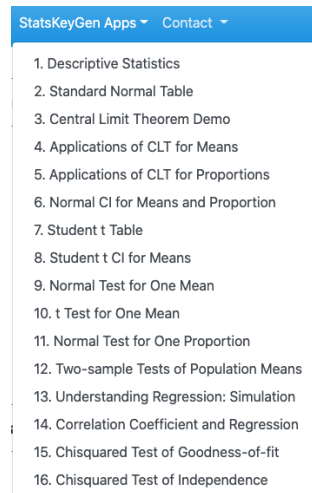 StatsKeyGen Apps Contact
1. Descriptive Statistics
2. Standard Normal Table
3. Central Limit Theorem Demo
4. Applications of CLT for Means
5. Applications of CLT for Proportions
6. Normal CI for Means and Proportion
7. Student t Table
8. Student t CI for Means
9. Normal Test for One Mean
10. t Test for One Mean
11. Normal Test for One Proportion
12. Two-sample Tests of Population Means
13. Understanding Regression: Simulation
14. Correlation Coefficient and Regression
15. Chisquared Test of Goodness-of-fit
16. Chisquared Test of Independence